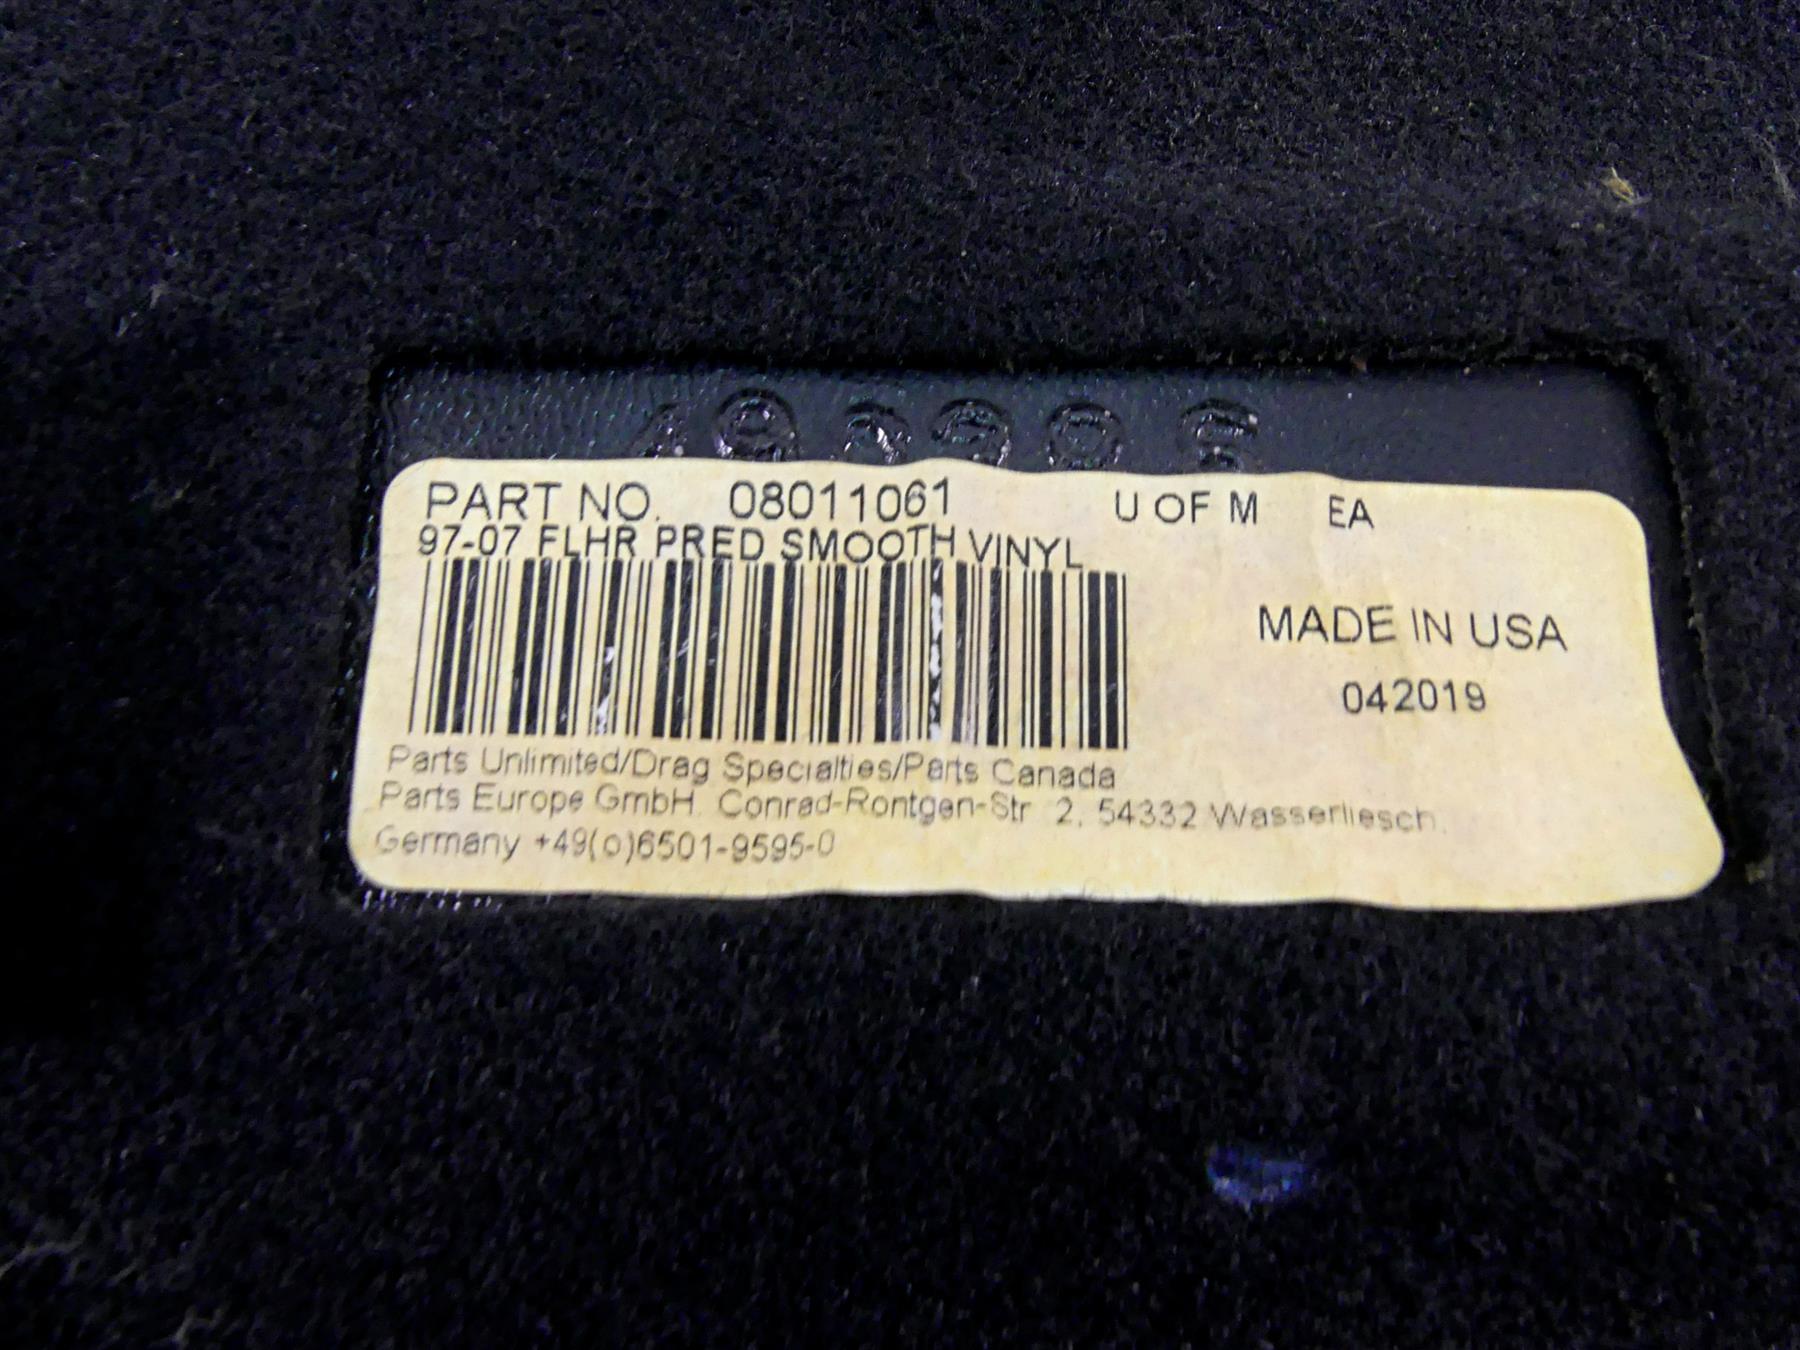 PART NO. 08011061 U OF M EA
97-07 FLHR PRED SMOOTH VINYL
MADE IN USA
042019
Parts Unlimited/Drag Specialties/Parts Canada
Parts Europe GmbH. Conrad-Rontgen-Str 2, 54332 Wasserliesch,
Germany +49(o)6501-9595-0